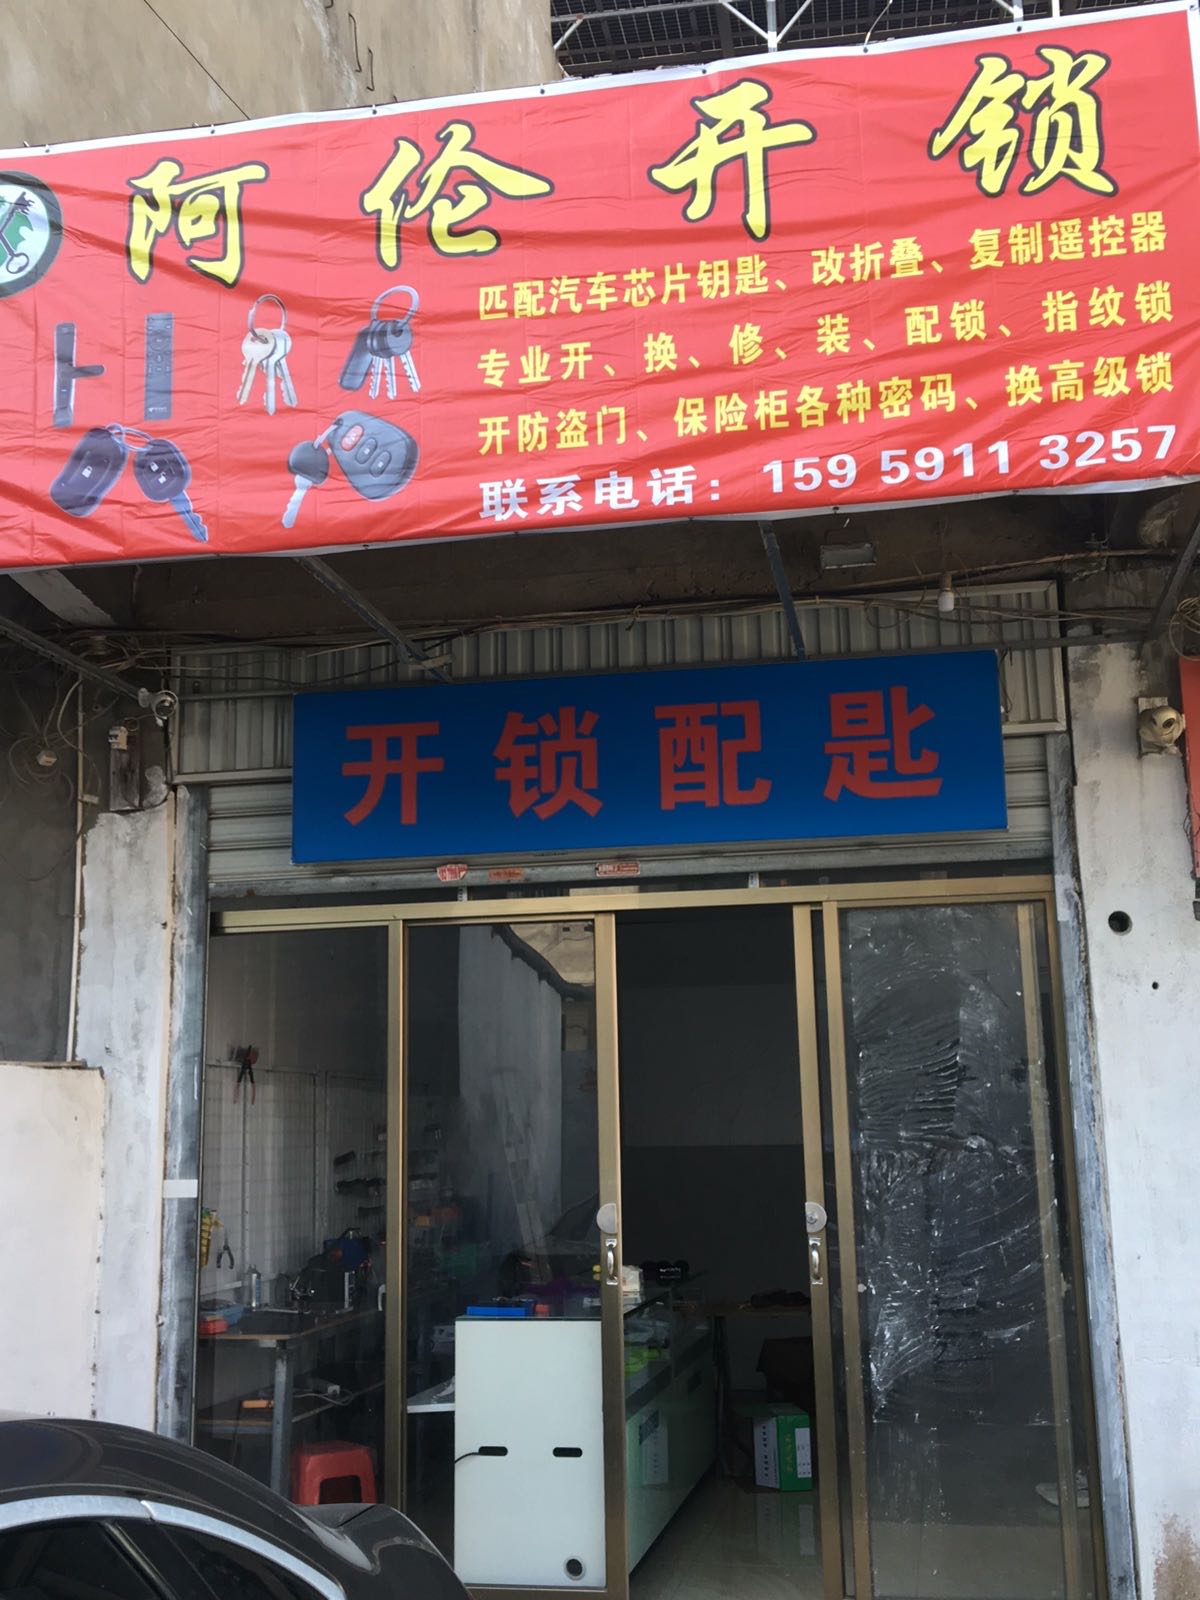 阿伦开锁
匹配汽车芯片钥匙、改折叠、复制遥控器
专业开、换、修、装、配锁、指纹锁
开防盗门、保险柜各种密码、换高级锁
联系电话：159 5911 3257
开锁配匙